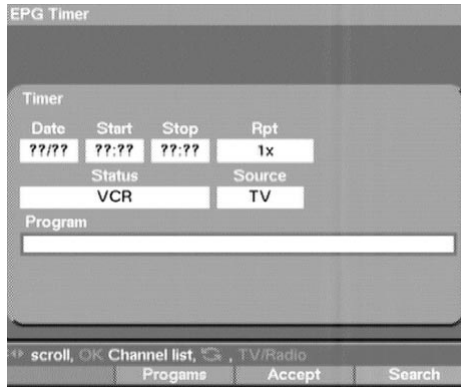 EPG Timer
Timer
Date Start Stop Rpt
??/?? ??:?? ??:?? 1x
Status Source
VCR TV
Program
scroll, OK Channel list, , TV/Radio
Progams Accept Search